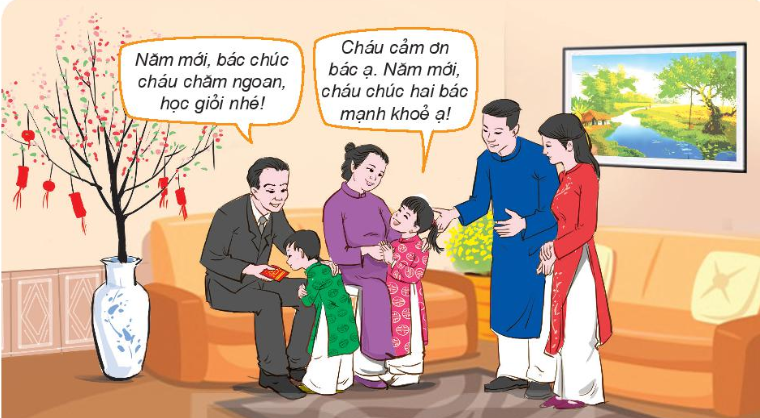 Năm mới, bác chúc
cháu chăm ngoan,
học giỏi nhé!
Cháu cảm ơn
bác ạ. Năm mới,
cháu chúc hai bác
mạnh khoẻ ạ!